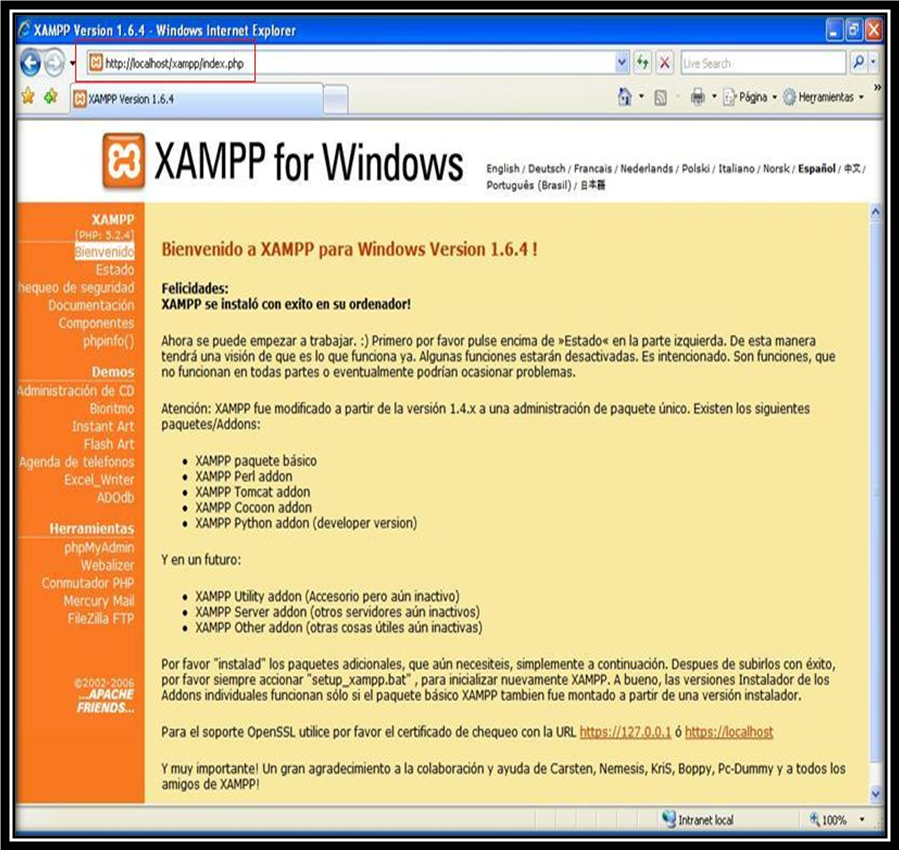 XAMPP Version 1.6.4 - Windows Internet Explorer
http://localhost/xampp/index.php
Live Search
XAMPP Version 1.6.4
Página
Herramientas
XAMPP for Windows
English / Deutsch / Francais / Nederlands / Polski / Italiano / Norsk / Español / 中文 /
Português (Brasil) / 日本語
XAMPP
[PHP: 5.2.4]
Bienvenido
Estado
hequeo de seguridad
Documentación
Componentes
phpinfo()
Demos
Administración de CD
Bioritmo
Instant Art
Flash Art
Agenda de telefonos
Excel_Writer
ADOdb
Herramientas
phpMyAdmin
Webalizer
Conmutador PHP
Mercury Mail
FileZilla FTP
©2002-2006
...APACHE
FRIENDS...
Bienvenido a XAMPP para Windows Version 1.6.4 !
Felicidades:
XAMPP se instaló con exito en su ordenador!
Ahora se puede empezar a trabajar. :) Primero por favor pulse encima de »Estado« en la parte izquierda. De esta manera
tendrá una visión de que es lo que funciona ya. Algunas funciones estarán desactivadas. Es intencionado. Son funciones, que
no funcionan en todas partes o eventualmente podrían ocasionar problemas.
Atención: XAMPP fue modificado a partir de la versión 1.4.x a una administración de paquete único. Existen los siguientes
paquetes/Addons:
• XAMPP paquete básico
• XAMPP Perl addon
• XAMPP Tomcat addon
• XAMPP Cocoon addon
• XAMPP Python addon (developer version)
Y en un futuro:
• XAMPP Utility addon (Accesorio pero aún inactivo)
• XAMPP Server addon (otros servidores aún inactivos)
• XAMPP Other addon (otras cosas útiles aún inactivas)
Por favor "instalad" los paquetes adicionales, que aún necesiteis, simplemente a continuación. Despues de subirlos con éxito,
por favor siempre accionar "setup_xampp.bat" , para inicializar nuevamente XAMPP. A bueno, las versiones Instalador de los
Addons individuales funcionan sólo si el paquete básico XAMPP tambien fue montado a partir de una versión instalador.
Para el soporte OpenSSL utilice por favor el certificado de chequeo con la URL https://127.0.0.1 ó https://localhost
Y muy importante! Un gran agradecimiento a la colaboración y ayuda de Carsten, Nemesis, KriS, Boppy, Pc-Dummy y a todos los
amigos de XAMPP!
Intranet local
100%